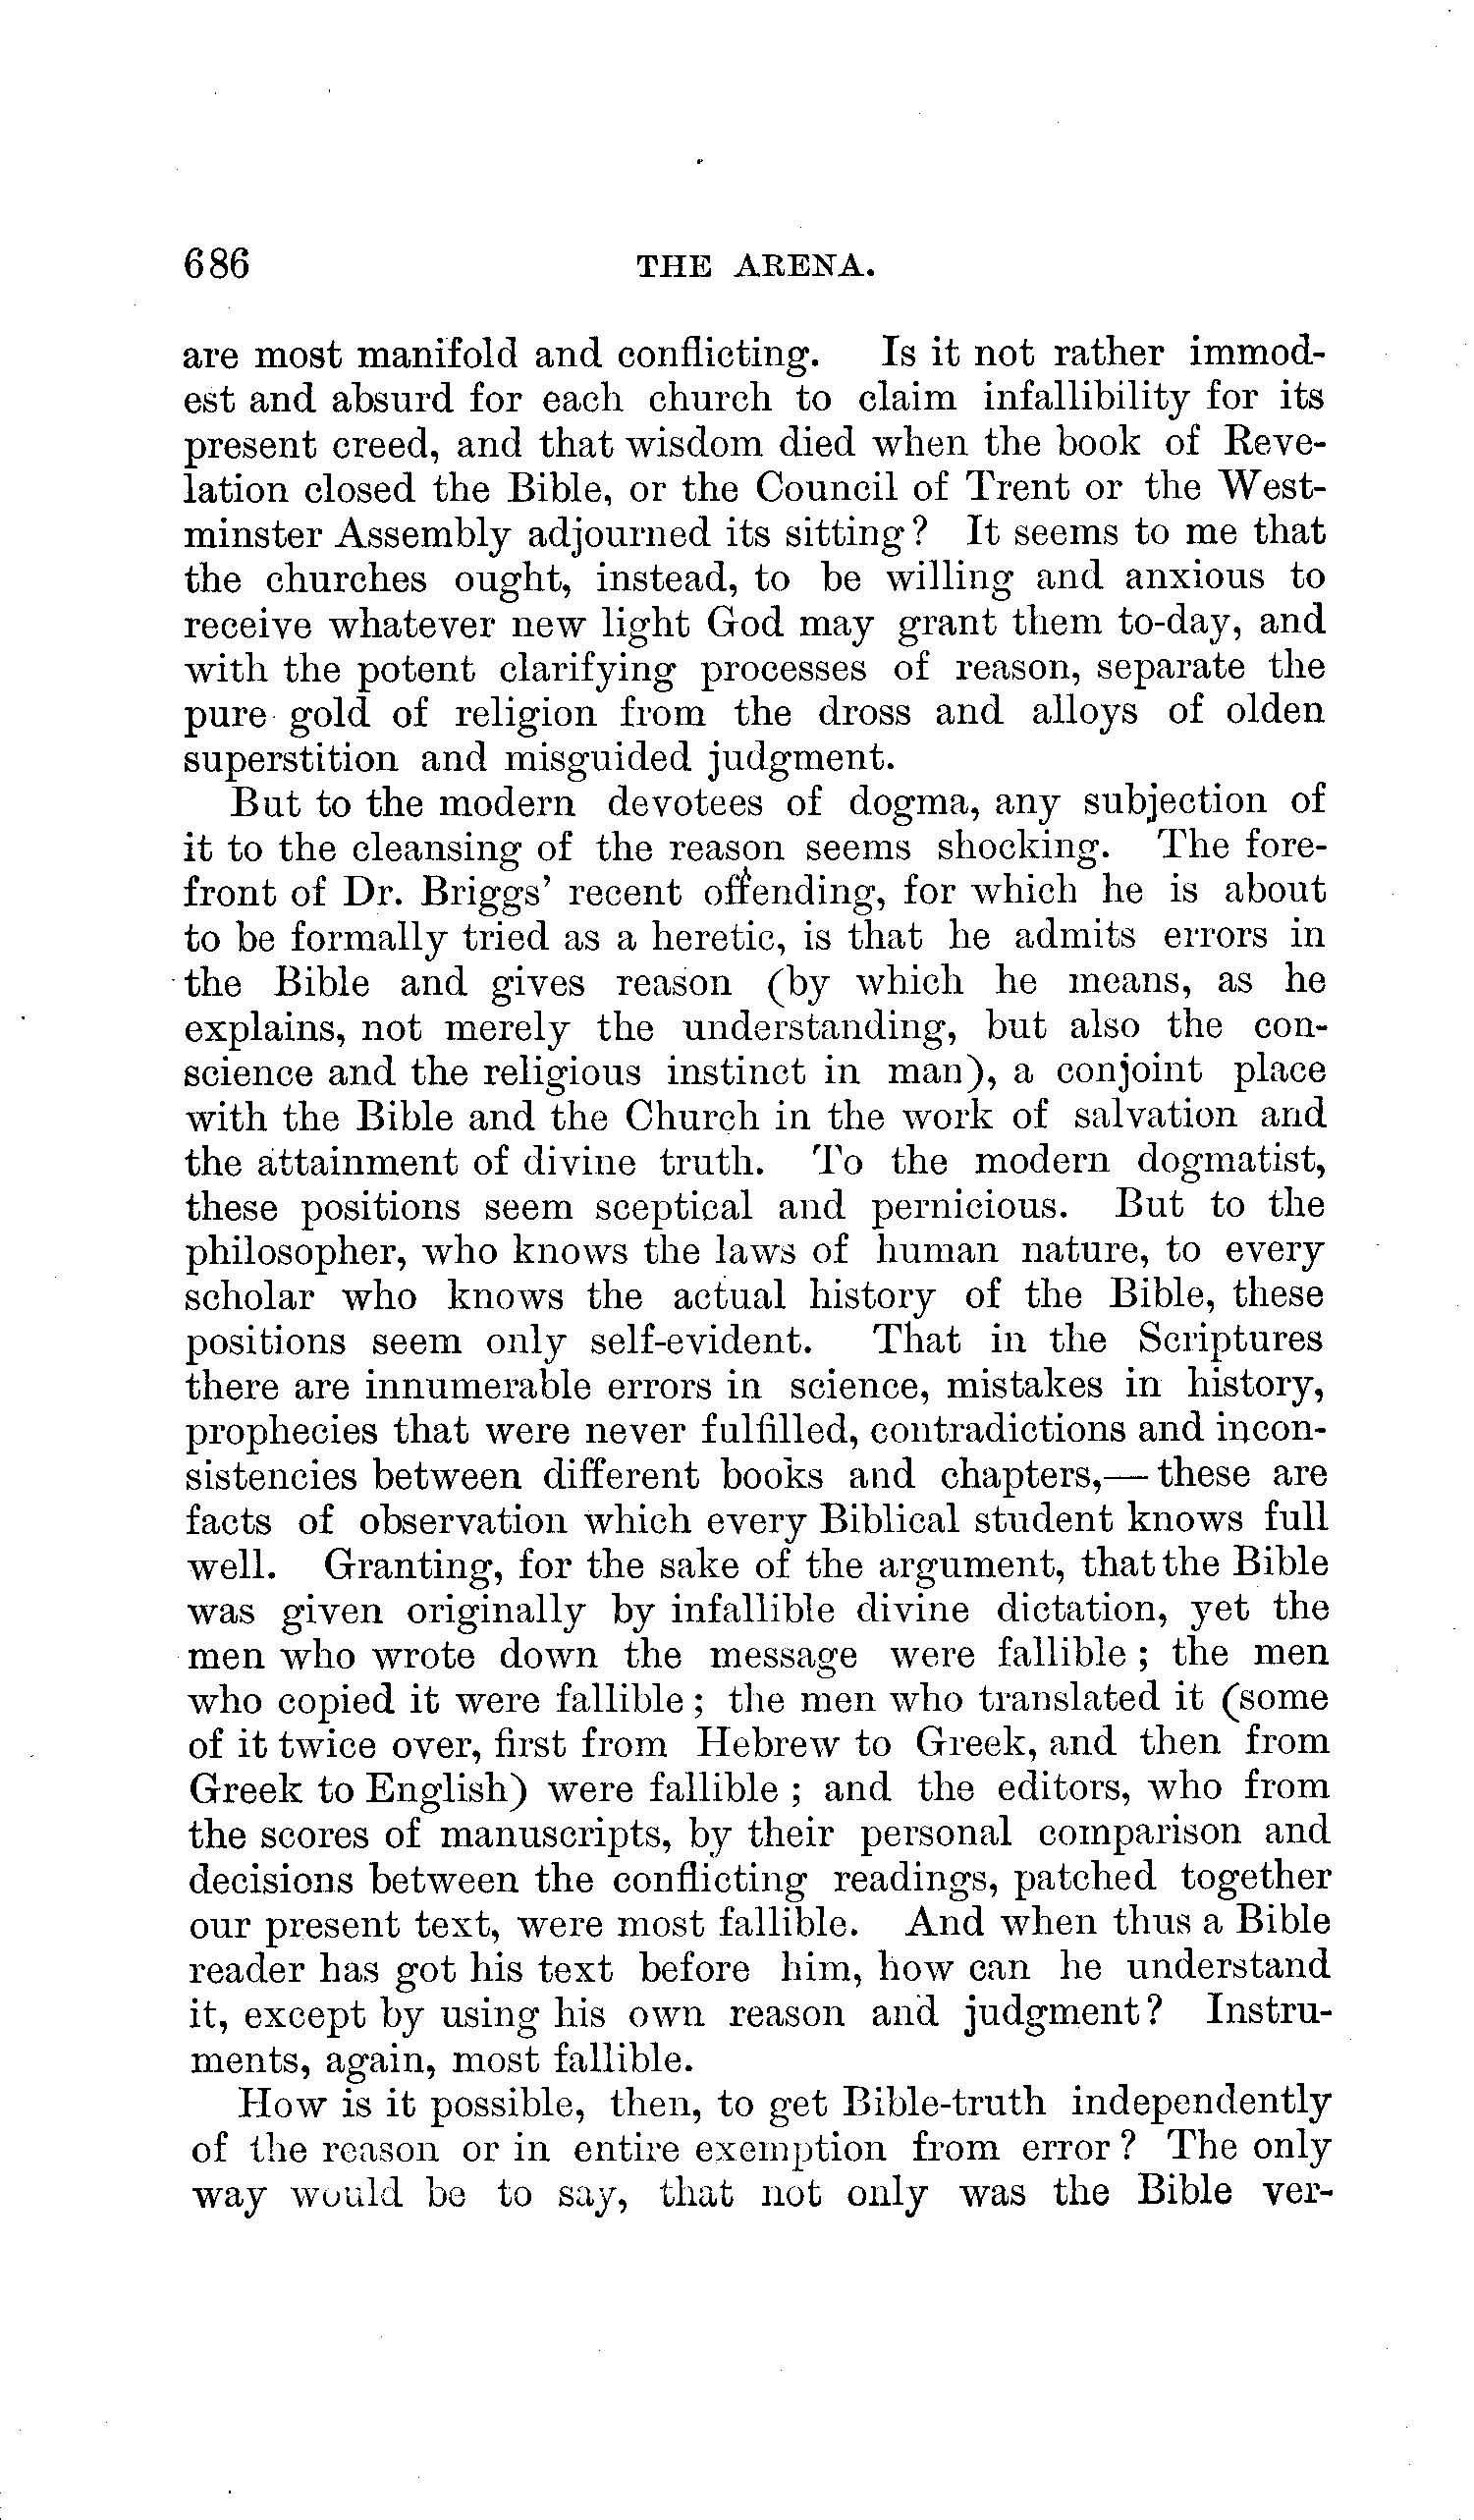 686 THE ARENA.
are most manifold and conflicting. Is it not rather immod-
est and absurd for each church to claim infallibility for its
present creed, and that wisdom died when the book of Reve-
lation closed the Bible, or the Council of Trent or the West-
minster Assembly adjourned its sitting? It seems to me that
the churches ought, instead, to be willing and anxious to
receive whatever new light God may grant them to-day, and
with the potent clarifying processes of reason, separate the
pure gold of religion from the dross and alloys of olden
superstition and misguided judgment.
But to the modern devotees of dogma, any subjection of
it to the cleansing of the reason seems shocking. The fore-
front of Dr. Briggs' recent offending, for which he is about
to be formally tried as a heretic, is that he admits errors in
the Bible and gives reason (by which he means, as he
explains, not merely the understanding, but also the con-
science and the religious instinct in man), a conjoint place
with the Bible and the Church in the work of salvation and
the attainment of divine truth. To the modern dogmatist,
these positions seem sceptical and pernicious. But to the
philosopher, who knows the laws of human nature, to every
scholar who knows the actual history of the Bible, these
positions seem only self-evident. That in the Scriptures
there are innumerable errors in science, mistakes in history,
prophecies that were never fulfilled, contradictions and incon-
sistencies between different books and chapters,— these are
facts of observation which every Biblical student knows full
well. Granting, for the sake of the argument, that the Bible
was given originally by infallible divine dictation, yet the
men who wrote down the message were fallible; the men
who copied it were fallible; the men who translated it (some
of it twice over, first from Hebrew to Greek, and then from
Greek to English) were fallible; and the editors, who from
the scores of manuscripts, by their personal comparison and
decisions between the conflicting readings, patched together
our present text, were most fallible. And when thus a Bible
reader has got his text before him, how can he understand
it, except by using his own reason and judgment? Instru-
ments, again, most fallible.
How is it possible, then, to get Bible-truth independently
of the reason or in entire exemption from error? The only
way would be to say, that not only was the Bible ver-